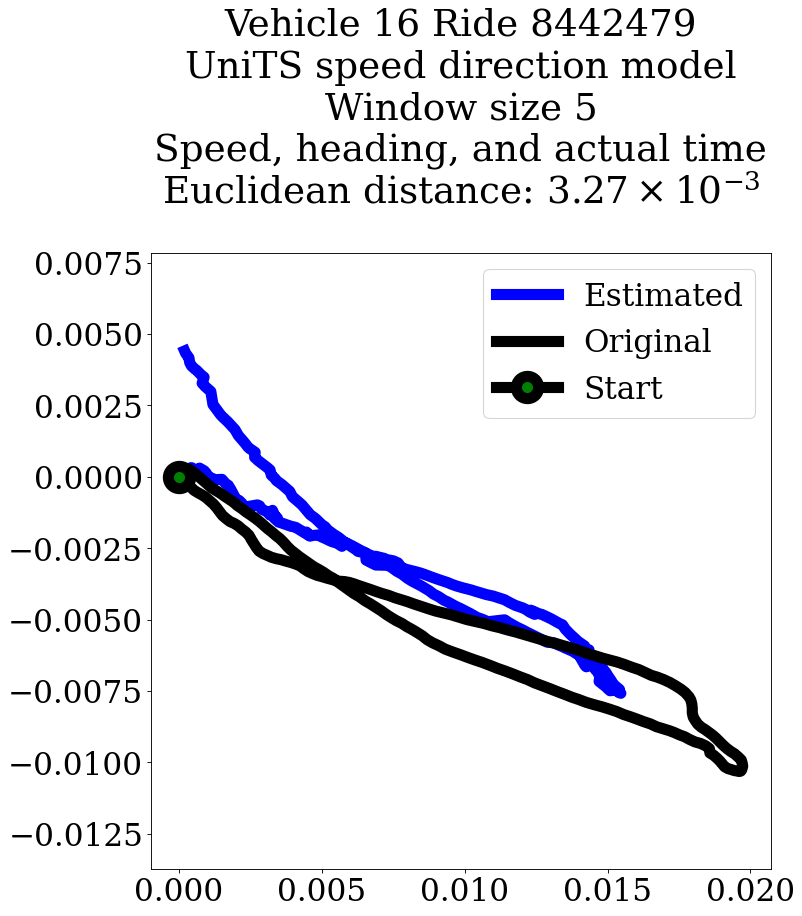 Vehicle 16 Ride 8442479
UniTS speed direction model
Window size 5
Speed, heading, and actual time
Euclidean distance: 3.27 × 10⁻³
Estimated
Original
Start
0.0075
0.0050
0.0025
0.0000
−0.0025
−0.0050
−0.0075
−0.0100
−0.0125
0.000 0.005 0.010 0.015 0.020